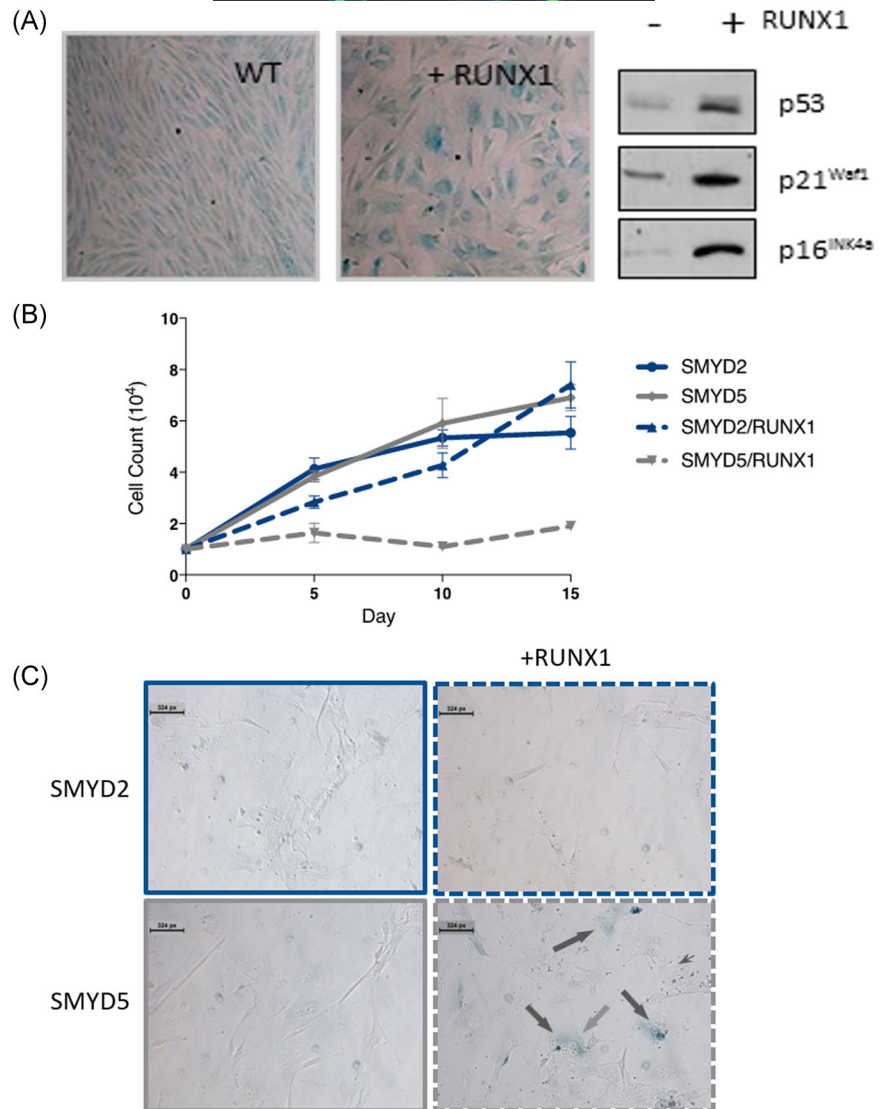 (A)
WT
+ RUNX1
- + RUNX1
p53
p21Waf1
p16INK4a
(B)
10
8
6
4
2
0
Cell Count (10⁴)
0 5 10 15
Day
SMYD2
SMYD5
SMYD2/RUNX1
SMYD5/RUNX1
(C)
+RUNX1
SMYD2
324 px
324 px
SMYD5
324 px
324 px